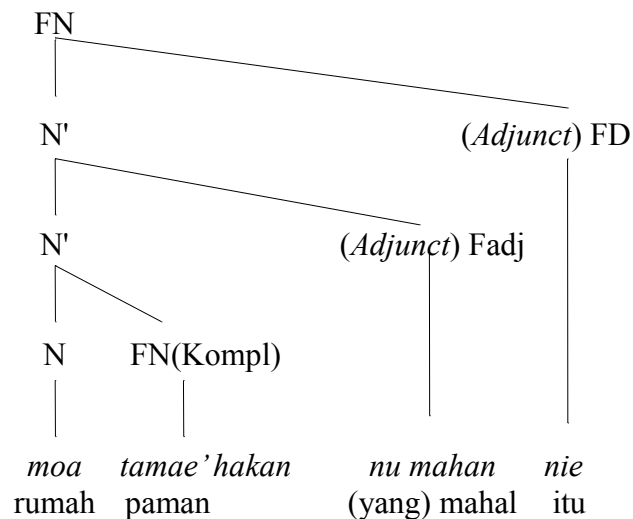 FN
N' (Adjunct) FD
N' (Adjunct) Fadj
N FN(Kompl)
moa tamae’hakan nu mahan nie
rumah paman (yang) mahal itu